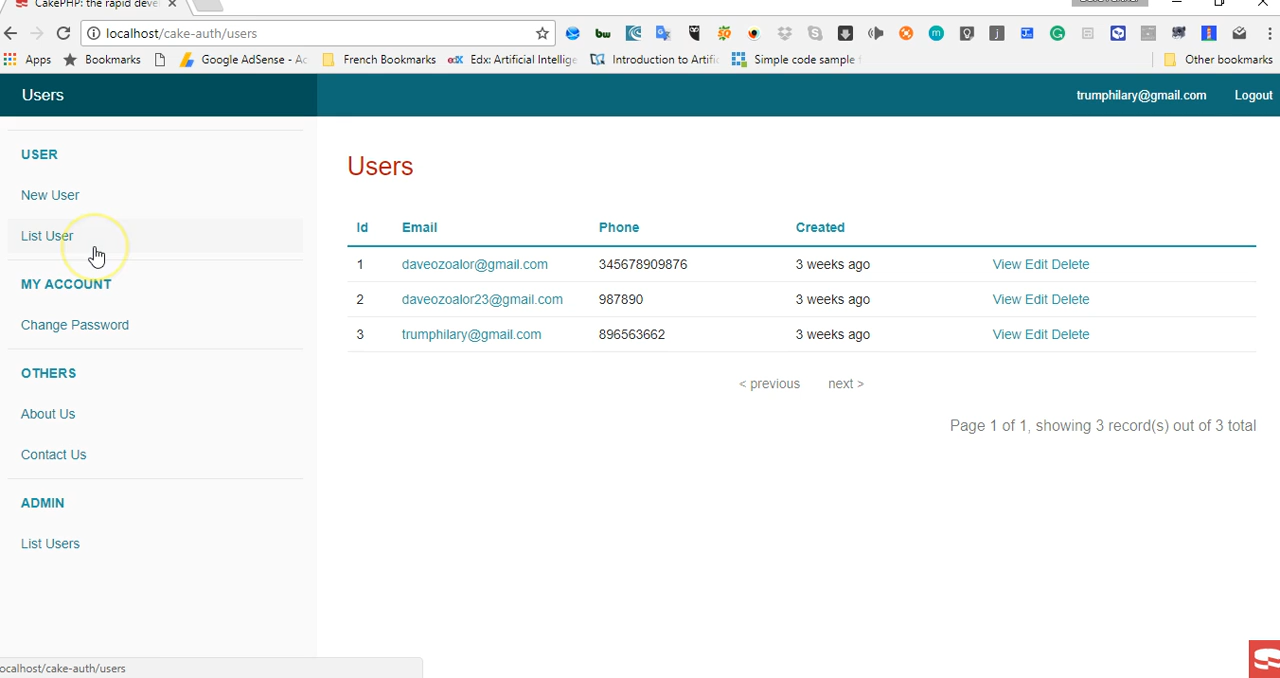 CakePHP: the rapid devel
localhost/cake-auth/users
Apps Bookmarks Google AdSense - Ac French Bookmarks Edx: Artificial Intellige Introduction to Artific Simple code sample Other bookmarks
Users trumphilary@gmail.com Logout
USER
New User
List User
MY ACCOUNT
Change Password
OTHERS
About Us
Contact Us
ADMIN
List Users
Users
Id Email Phone Created
1 daveozoalor@gmail.com 345678909876 3 weeks ago View Edit Delete
2 daveozoalor23@gmail.com 987890 3 weeks ago View Edit Delete
3 trumphilary@gmail.com 896563662 3 weeks ago View Edit Delete
< previous next >
Page 1 of 1, showing 3 record(s) out of 3 total
ocalhost/cake-auth/users